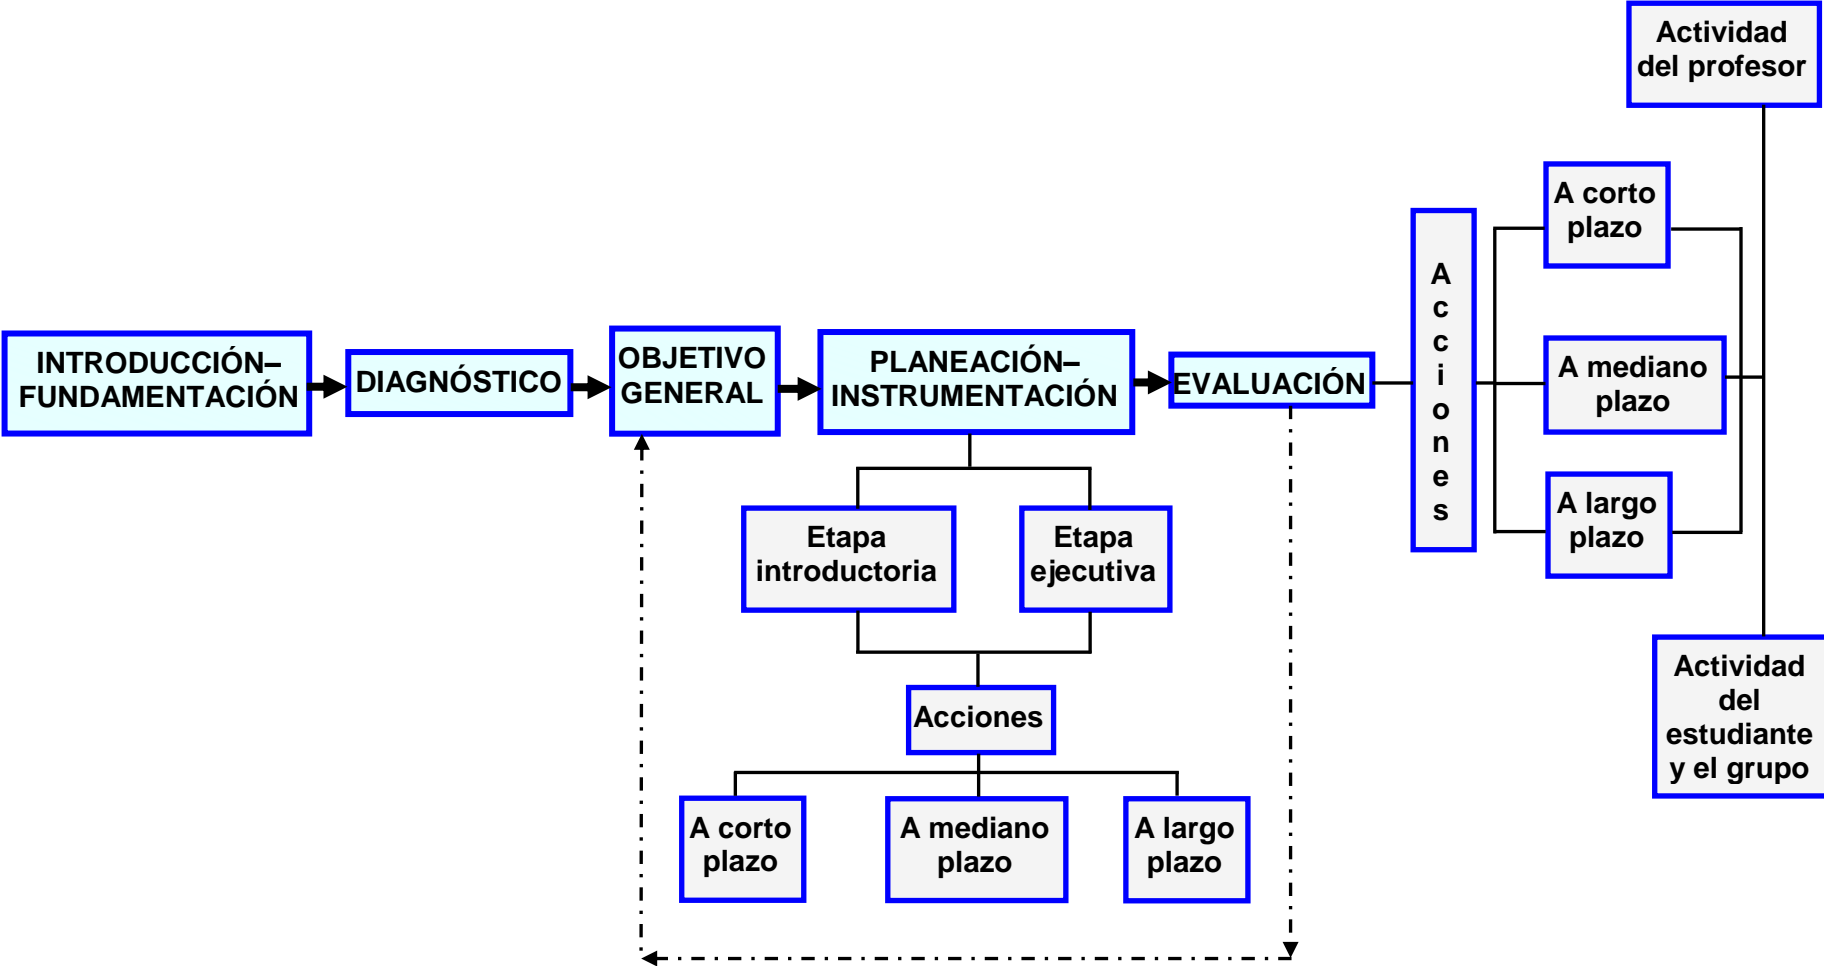 Actividad
del profesor
A corto
plazo
A
c
c
i
o
n
e
s
INTRODUCCIÓN–
FUNDAMENTACIÓN
DIAGNÓSTICO
OBJETIVO
GENERAL
PLANEACIÓN–
INSTRUMENTACIÓN
EVALUACIÓN
A mediano
plazo
A largo
plazo
Etapa
introductoria
Etapa
ejecutiva
Acciones
A corto
plazo
A mediano
plazo
A largo
plazo
Actividad
del
estudiante
y el grupo